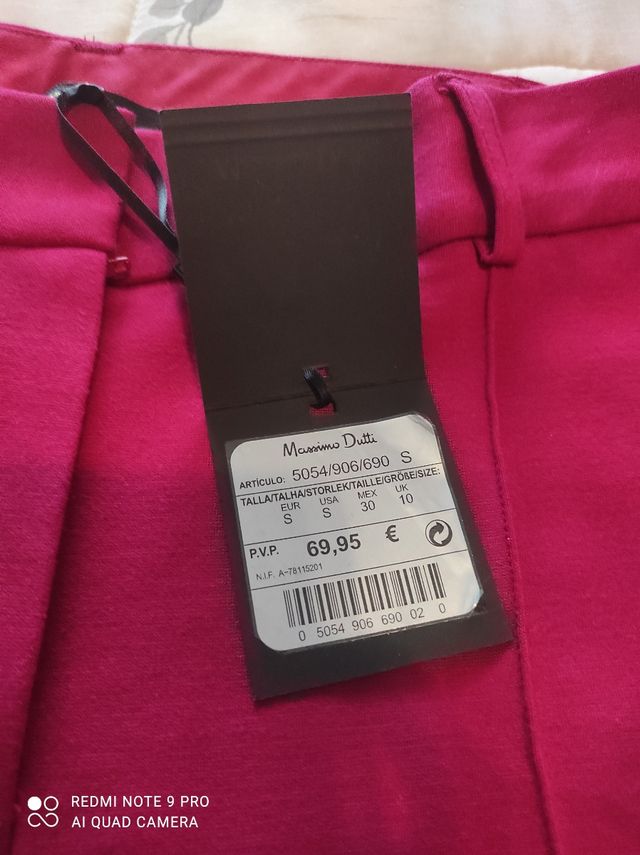 Massimo Dutti
ARTÍCULO: 5054/906/690 S
TALLA/TALHA/STORLEK/TAILLE/GRÖßE/SIZE:
EUR USA MEX UK
S S 30 10
P.V.P. 69,95 €
N.I.F. A-78115201
0 5054 906 690 02 0
REDMI NOTE 9 PRO
AI QUAD CAMERA